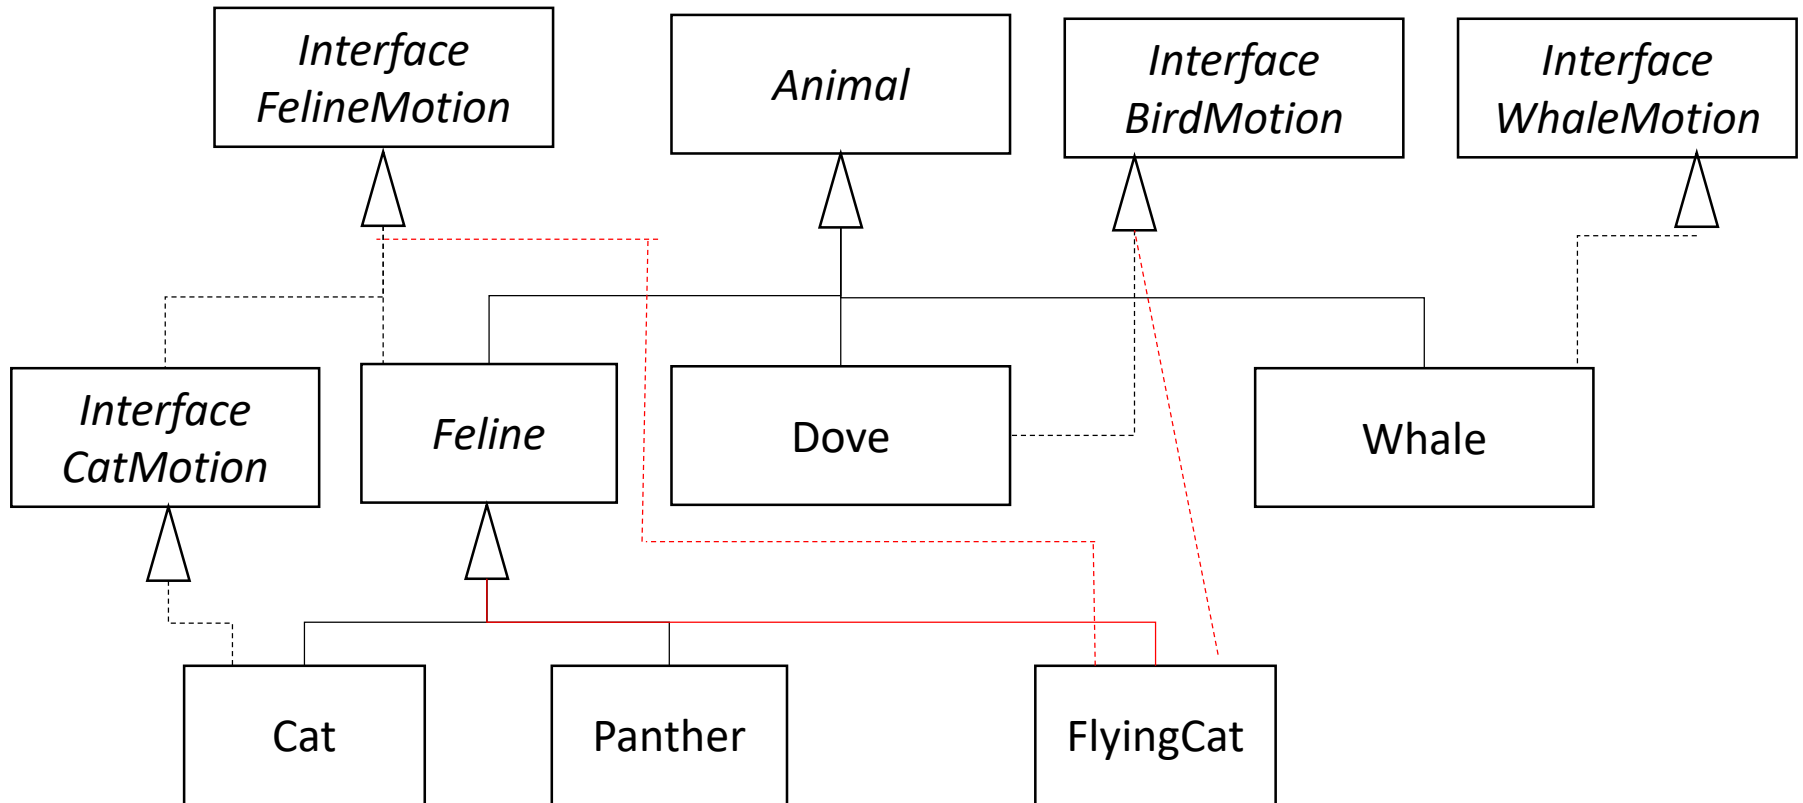 Interface
FelineMotion
Animal
Interface
BirdMotion
Interface
WhaleMotion
Interface
CatMotion
Feline
Dove
Whale
Cat
Panther
FlyingCat